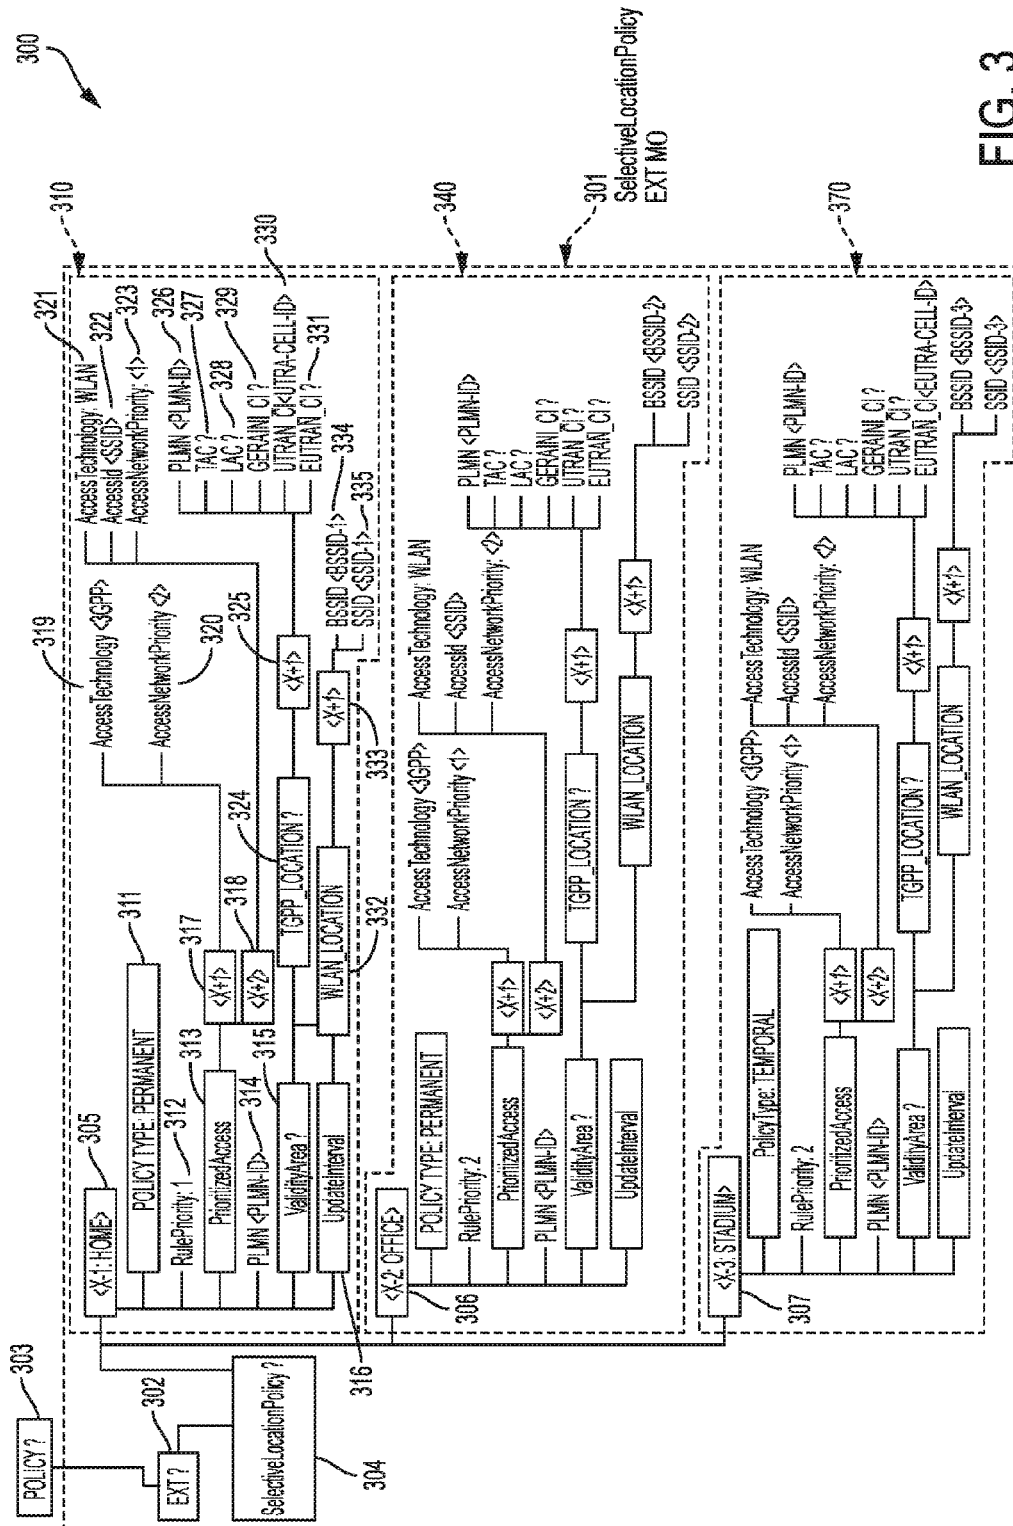 300
303
POLICY ?
302
EXT ?
SelectiveLocationPolicy ?
304
301
SelectiveLocationPolicy
EXT MO
310
305
<X-1: HOME>
POLICY TYPE: PERMANENT
311
RulePriority: 1
312
PrioritizedAccess
313
PLMN <PLMN-ID>
314
ValidityArea ?
315
UpdateInterval
316
<X+1>
317
<X+2>
318
319
AccessTechnology <3GPP>
AccessNetworkPriority <2>
320
321
AccessTechnology: WLAN
AccessId <SSID>
322
AccessNetworkPriority: <1>
323
TGPP_LOCATION ?
324
<X+1>
325
PLMN <PLMN-ID>
326
TAC ?
327
LAC ?
328
GERAINI_CI ?
329
UTRAN_CI<UTRA-CELL-ID>
330
EUTRAN_CI ?
331
WLAN_LOCATION
332
<X+1>
333
BSSID <BSSID-1>
334
SSID <SSID-1>
335
340
<X-2: OFFICE>
306
POLICY TYPE: PERMANENT
RulePriority: 2
PrioritizedAccess
PLMN <PLMN-ID>
ValidityArea ?
UpdateInterval
<X+1>
<X+2>
AccessTechnology <3GPP>
AccessNetworkPriority <1>
AccessTechnology: WLAN
AccessId <SSID>
AccessNetworkPriority: <2>
TGPP_LOCATION ?
<X+1>
PLMN <PLMN-ID>
TAC ?
LAC ?
GERAINI_CI ?
UTRAN_CI ?
EUTRAN_CI ?
WLAN_LOCATION
<X+1>
BSSID <BSSID-2>
SSID <SSID-2>
370
<X-3: STADIUM>
307
PolicyType: TEMPORAL
RulePriority: 2
PrioritizedAccess
PLMN <PLMN-ID>
ValidityArea ?
UpdateInterval
<X+1>
<X+2>
AccessTechnology <3GPP>
AccessNetworkPriority <1>
AccessTechnology: WLAN
AccessId <SSID>
AccessNetworkPriority: <2>
TGPP_LOCATION ?
<X+1>
PLMN <PLMN-ID>
TAC ?
LAC ?
GERAINI_CI ?
UTRAN_CI ?
EUTRAN_CI<EUTRA-CELL-ID>
WLAN_LOCATION
<X+1>
BSSID <BSSID-3>
SSID <SSID-3>
FIG. 3